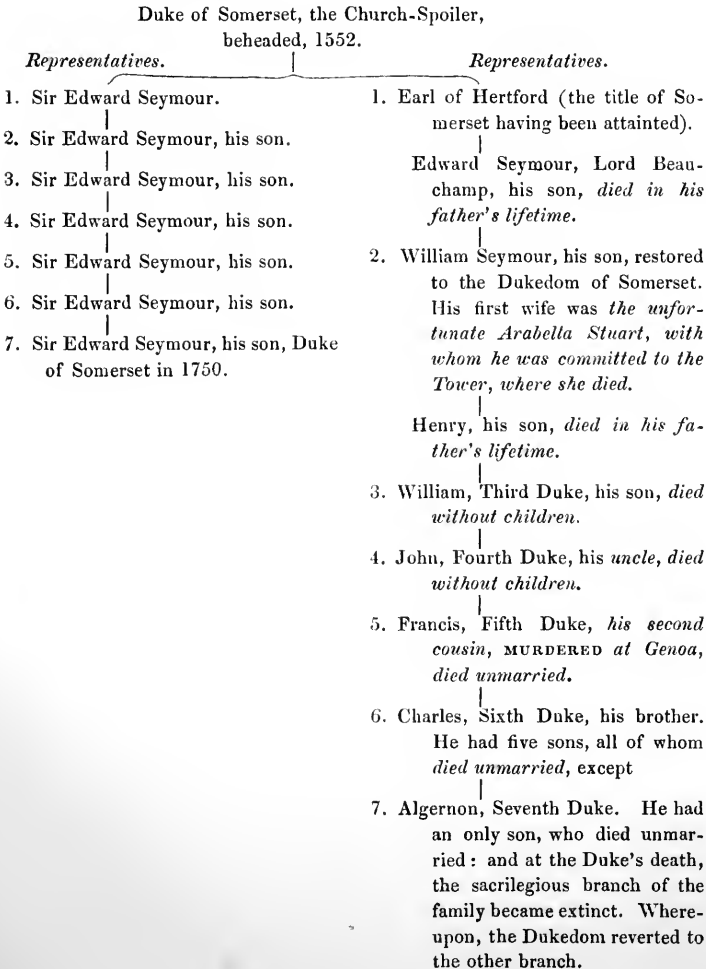 Duke of Somerset, the Church-Spoiler,
beheaded, 1552.
Representatives.
1. Sir Edward Seymour.
2. Sir Edward Seymour, his son.
3. Sir Edward Seymour, his son.
4. Sir Edward Seymour, his son.
5. Sir Edward Seymour, his son.
6. Sir Edward Seymour, his son.
7. Sir Edward Seymour, his son, Duke
of Somerset in 1750.
Representatives.
1. Earl of Hertford (the title of So-
merset having been attainted).
Edward Seymour, Lord Beau-
champ, his son, died in his
father's lifetime.
2. William Seymour, his son, restored
to the Dukedom of Somerset.
His first wife was the unfor-
tunate Arabella Stuart, with
whom he was committed to the
Tower, where she died.
Henry, his son, died in his fa-
ther's lifetime.
3. William, Third Duke, his son, died
without children.
4. John, Fourth Duke, his uncle, died
without children.
5. Francis, Fifth Duke, his second
cousin, MURDERED at Genoa,
died unmarried.
6. Charles, Sixth Duke, his brother.
He had five sons, all of whom
died unmarried, except
7. Algernon, Seventh Duke. He had
an only son, who died unmar-
ried : and at the Duke's death,
the sacrilegious branch of the
family became extinct. Where-
upon, the Dukedom reverted to
the other branch.